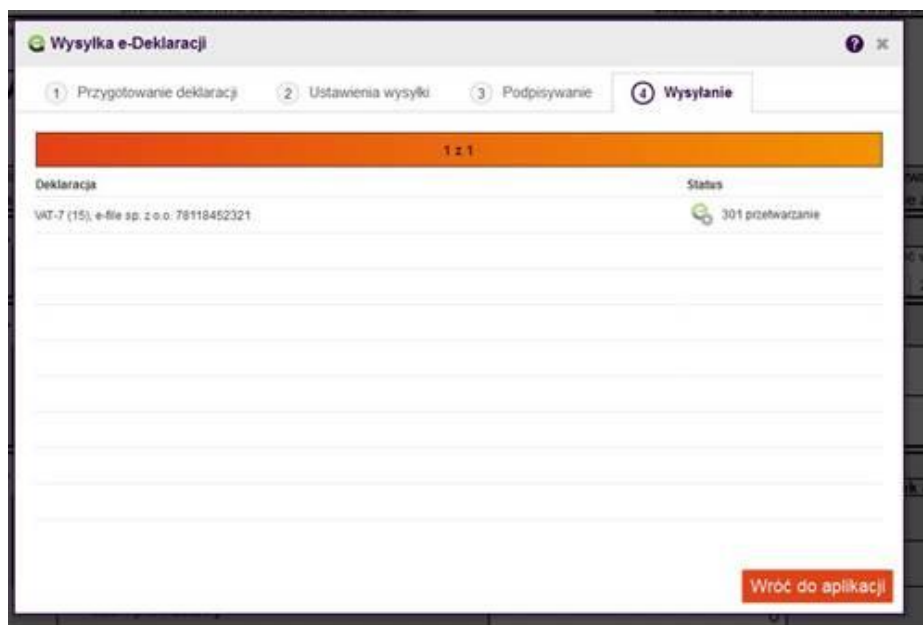 Wysyłka e-Deklaracji
1 Przygotowanie deklaracji 2 Ustawienia wysyłki 3 Podpisywanie 4 Wysyłanie
1 z 1
Deklaracja Status
VAT-7 (15), e-file sp. z o.o. 78118452321 301 przetwarzanie
Wróć do aplikacji